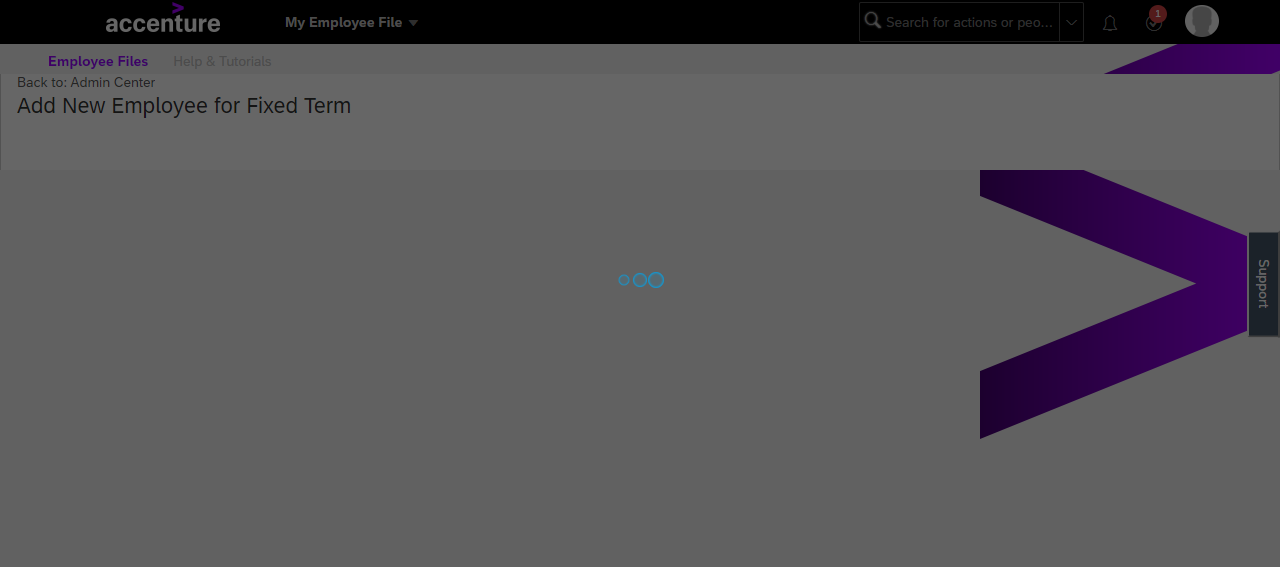 accenture
My Employee File
Search for actions or peo...
1
Employee Files
Help & Tutorials
Back to: Admin Center
Add New Employee for Fixed Term
Support